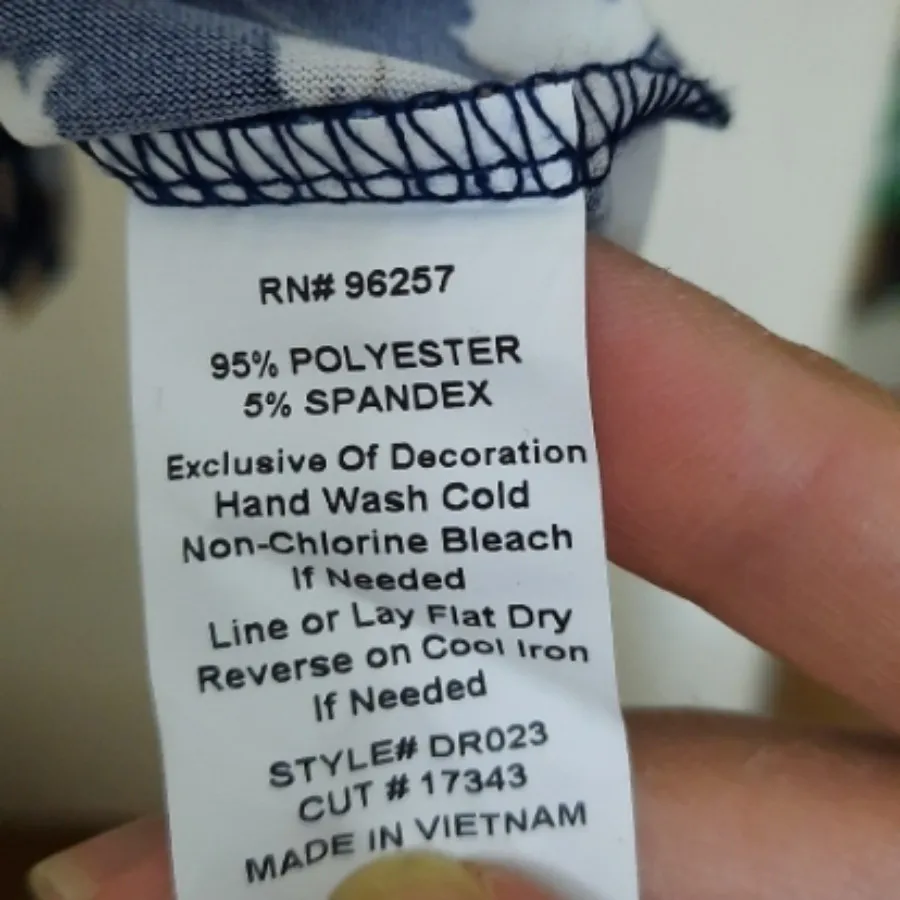 RN# 96257
95% POLYESTER
5% SPANDEX
Exclusive Of Decoration
Hand Wash Cold
Non-Chlorine Bleach
If Needed
Line or Lay Flat Dry
Reverse on Cool Iron
If Needed
STYLE# DR023
CUT # 17343
MADE IN VIETNAM